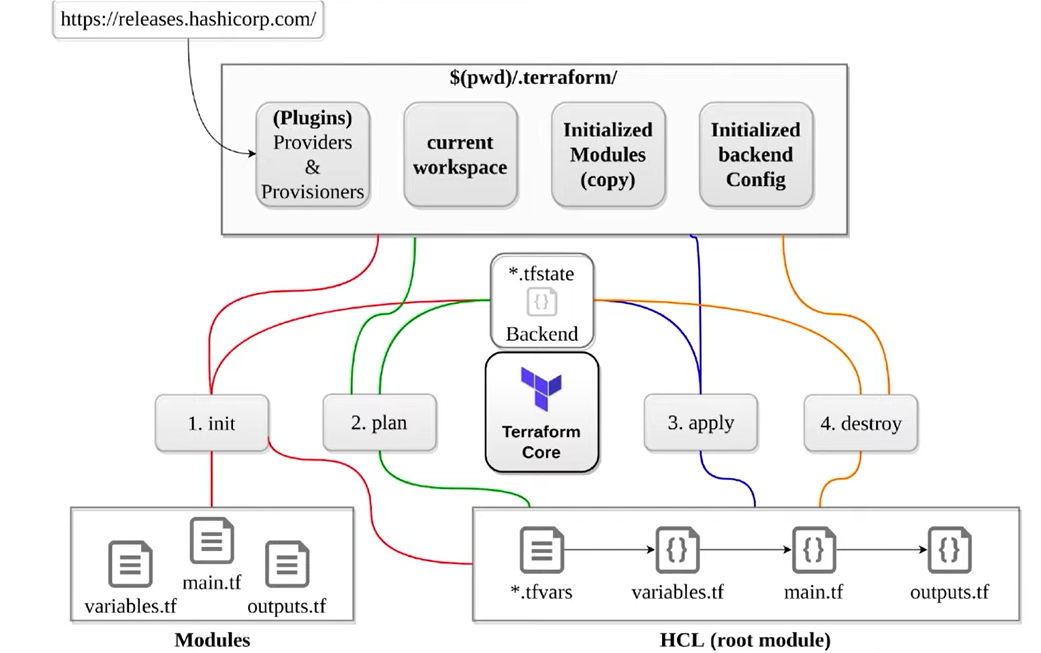 https://releases.hashicorp.com/
$(pwd)/.terraform/
(Plugins)
Providers
&
Provisioners
current
workspace
Initialized
Modules
(copy)
Initialized
backend
Config
*.tfstate
{}
Backend
1. init
2. plan
Terraform
Core
3. apply
4. destroy
variables.tf
main.tf
outputs.tf
Modules
*.tfvars
{}
variables.tf
{}
main.tf
{}
outputs.tf
HCL (root module)